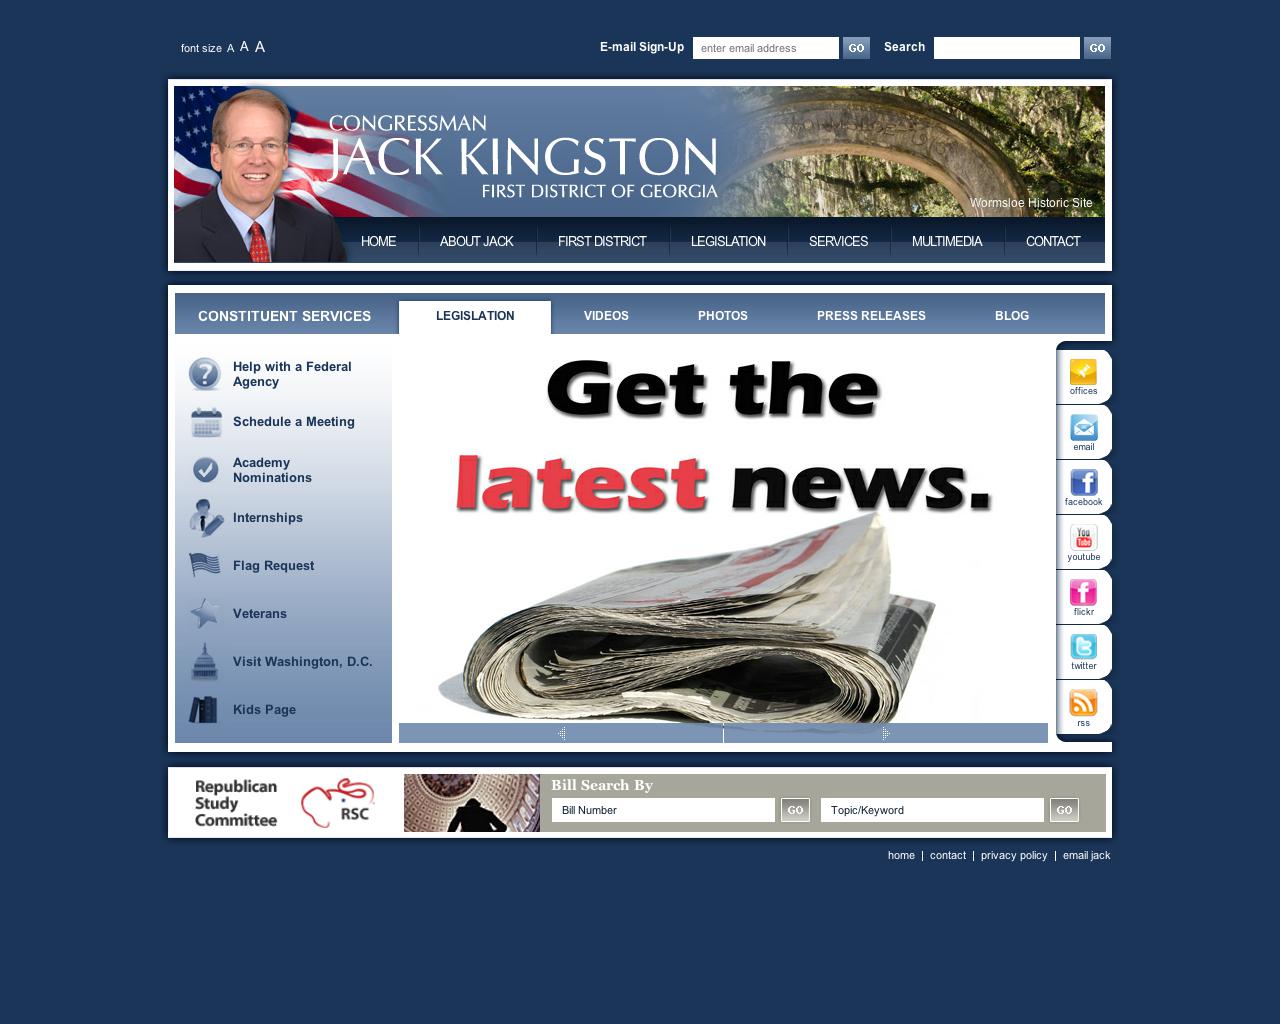 font size A A A
E-mail Sign-Up enter email address GO Search GO
CONGRESSMAN
JACK KINGSTON
FIRST DISTRICT OF GEORGIA
Wormsloe Historic Site
HOME ABOUT JACK FIRST DISTRICT LEGISLATION SERVICES MULTIMEDIA CONTACT
CONSTITUENT SERVICES LEGISLATION VIDEOS PHOTOS PRESS RELEASES BLOG
Help with a Federal
Agency
Schedule a Meeting
Academy
Nominations
Internships
Flag Request
Veterans
Visit Washington, D.C.
Kids Page
Get the
latest news.
offices
email
facebook
You
Tube
youtube
flickr
twitter
rss
Republican
Study
Committee
RSC
Bill Search By
Bill Number GO Topic/Keyword GO
home | contact | privacy policy | email jack